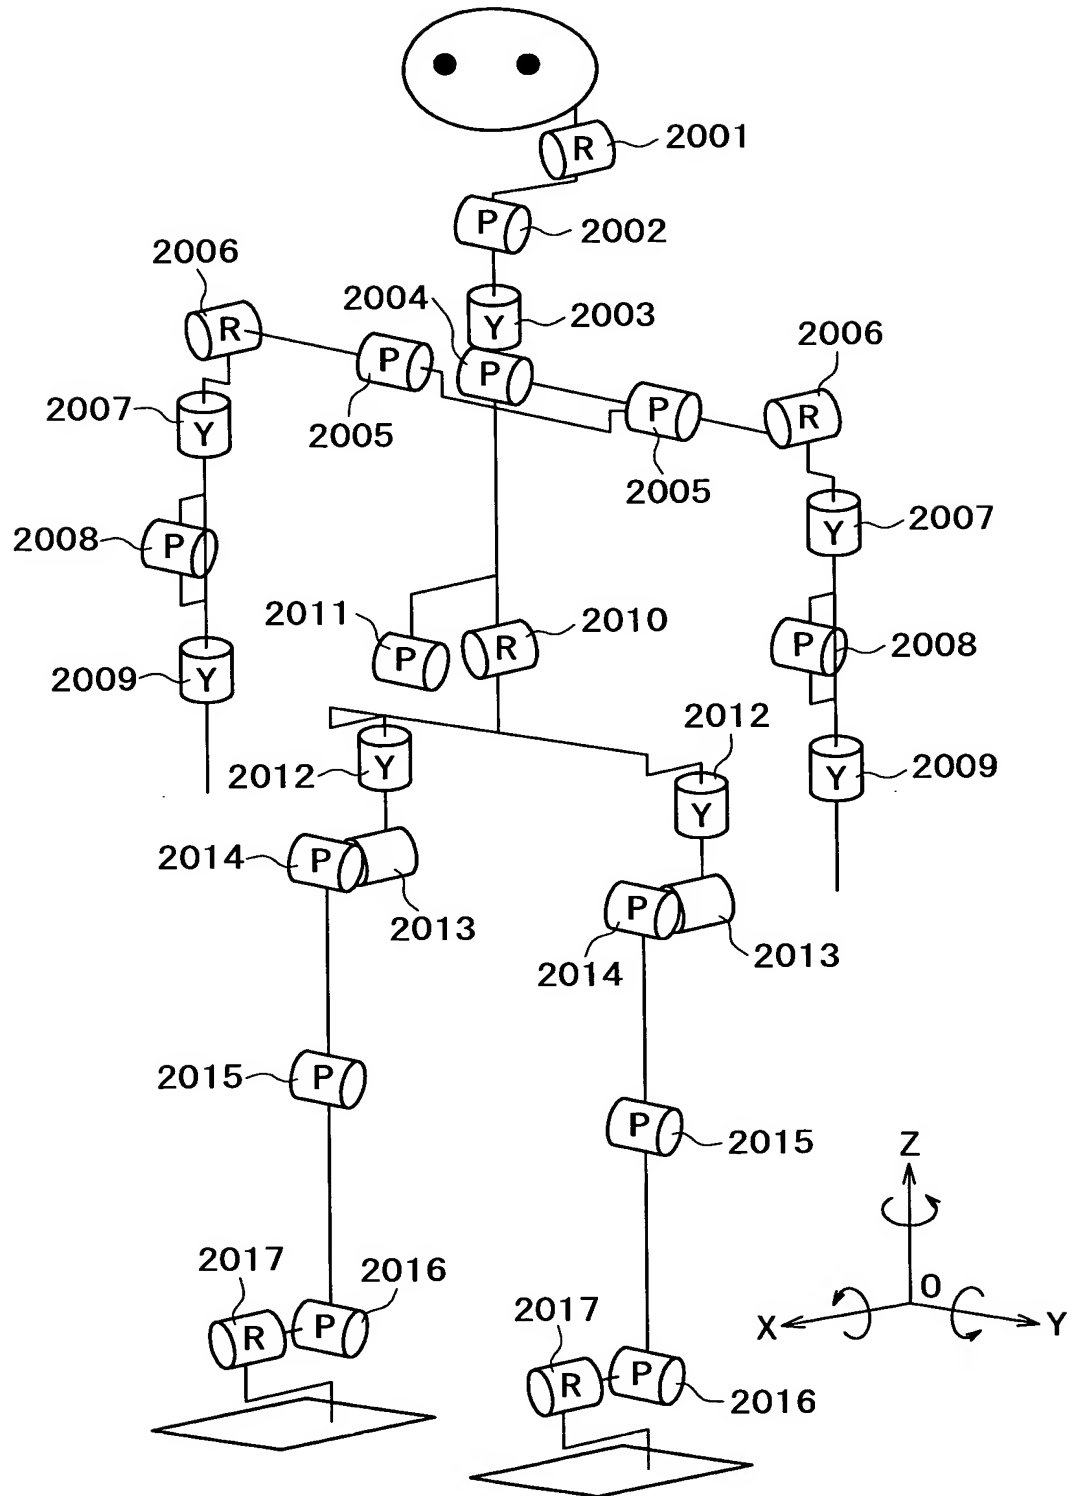 R 2001
P 2002
2006
2004 Y 2003
R P P 2006
2007 Y 2005 P R
2005
2008 P Y 2007
2011 2010
P R P 2008
2009 Y
2012
2012 Y Y 2009
Y
2014 P
2013
P 2013
2014
2015 P
P 2015
Z
2017 2016 O
R P X Y
2017
R P 2016